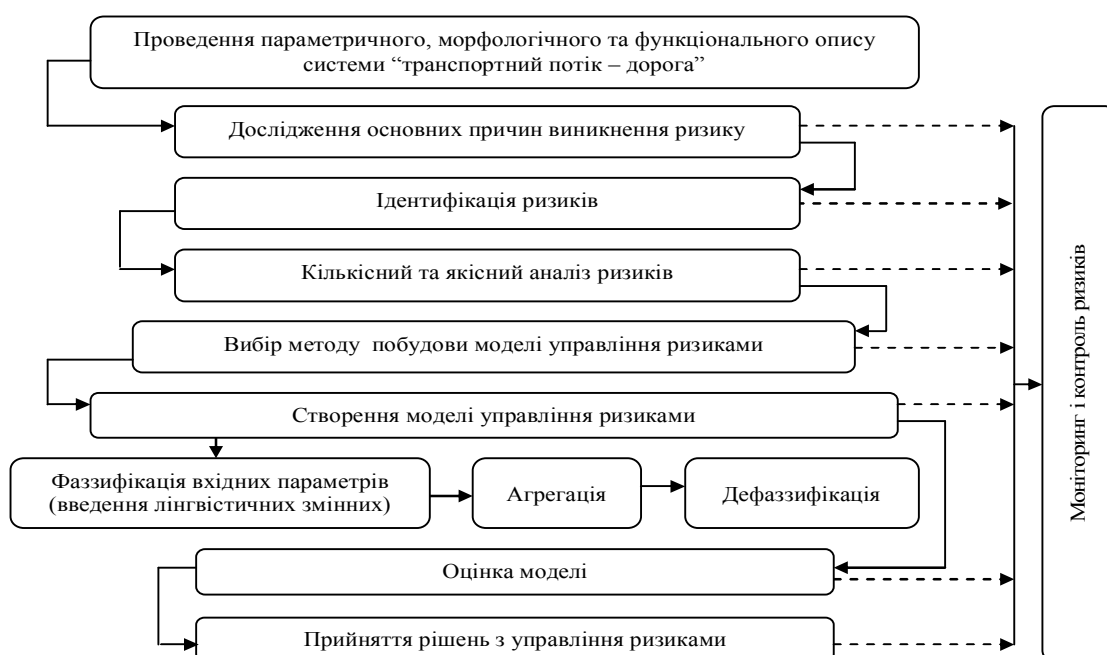 Проведення параметричного, морфологічного та функціонального опису
системи “транспортний потік – дорога”
Дослідження основних причин виникнення ризику
Ідентифікація ризиків
Кількісний та якісний аналіз ризиків
Вибір методу побудови моделі управління ризиками
Створення моделі управління ризиками
Фаззифікація вхідних параметрів
(введення лінгвістичних змінних)
Агрегація
Дефаззифікація
Оцінка моделі
Прийняття рішень з управління ризиками
Моніторинг і контроль ризиків